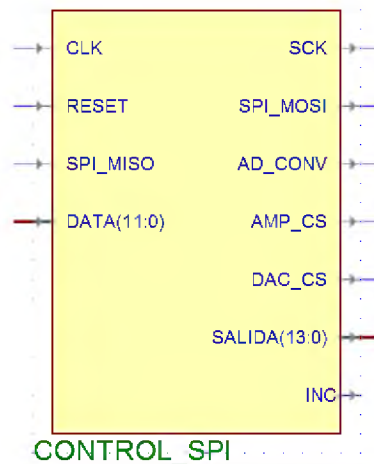 CLK SCK
RESET SPI_MOSI
SPI_MISO AD_CONV
DATA(11:0) AMP_CS
DAC_CS
SALIDA(13:0)
INC
CONTROL SPI